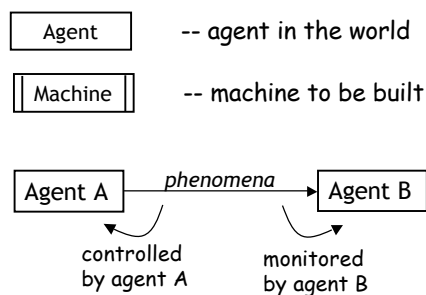 Agent -- agent in the world
Machine -- machine to be built
phenomena
Agent A Agent B
controlled
by agent A
monitored
by agent B